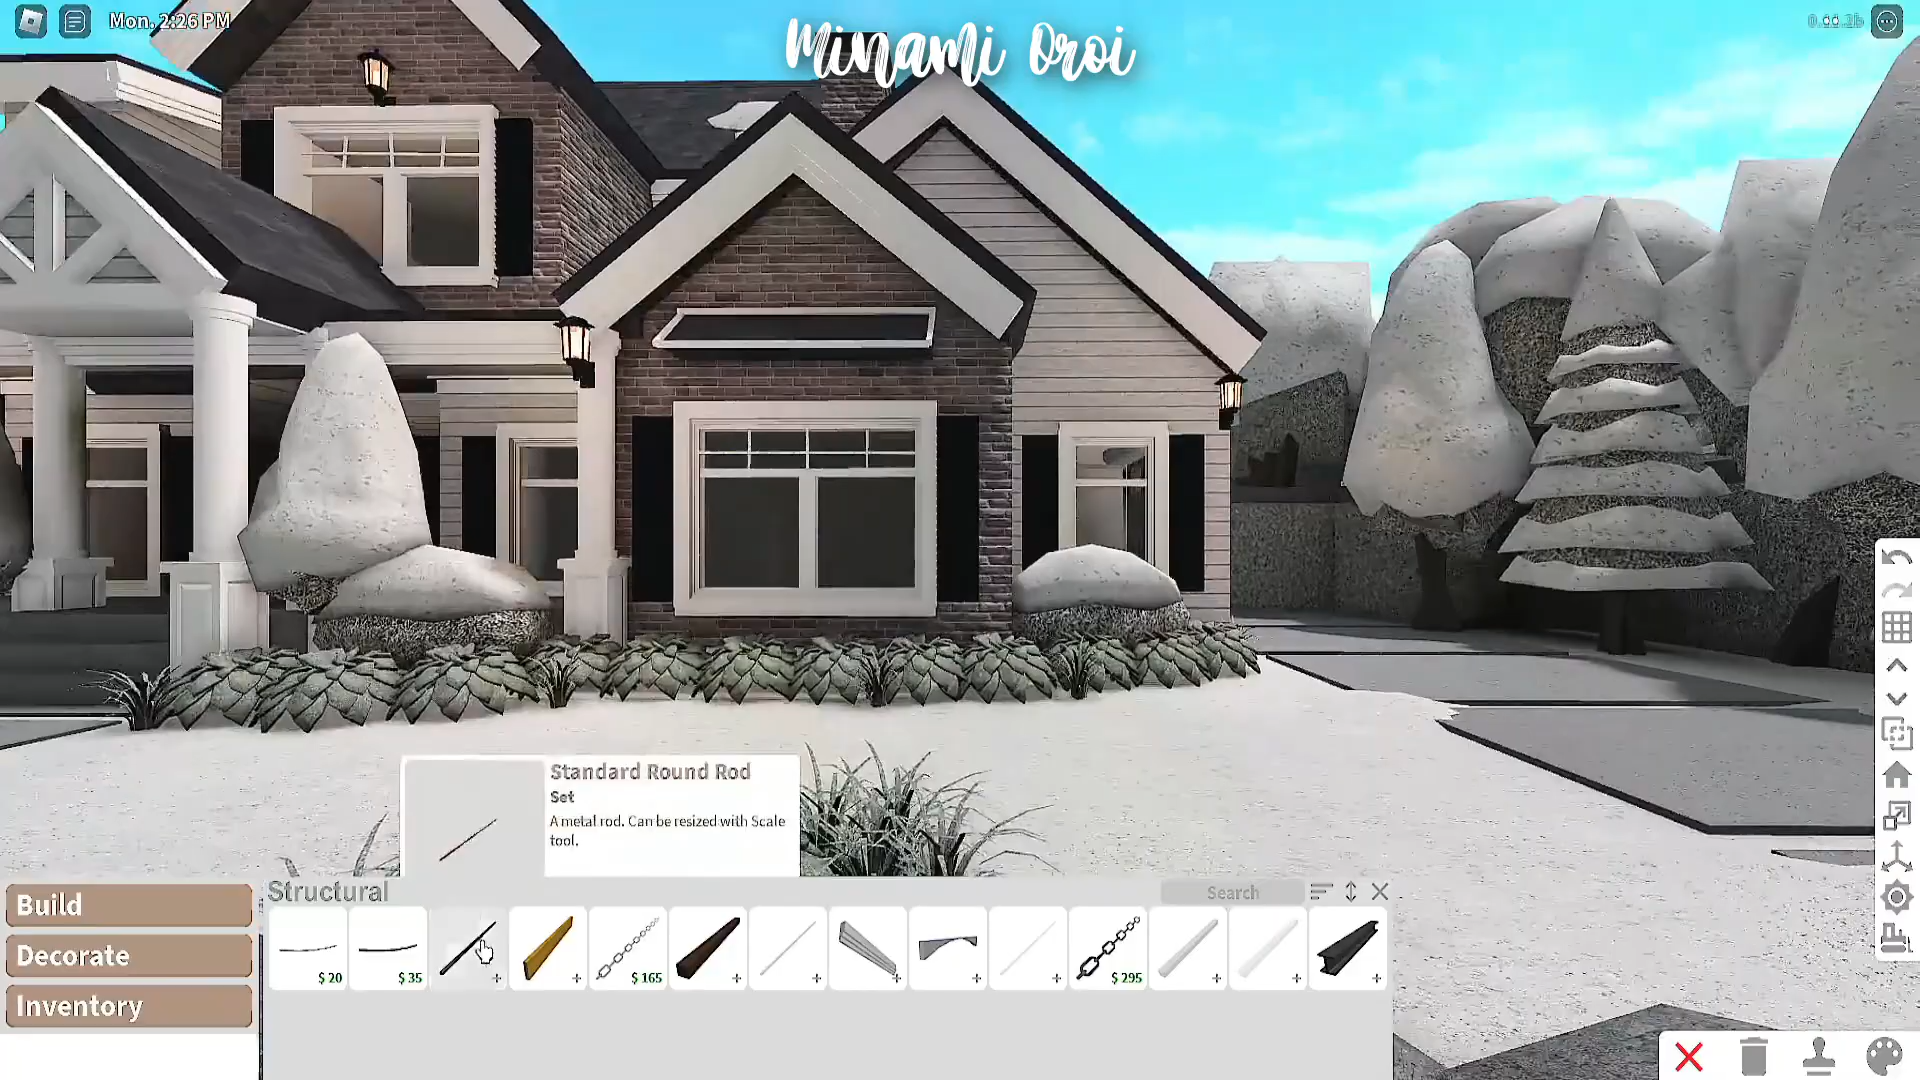 Mon. 2:26 PM
Minami Oroi
Standard Round Rod
Set
A metal rod. Can be resized with Scale
tool.
Structural
Search
Build
Decorate
Inventory
$ 20
$ 35
$ 165
$ 295